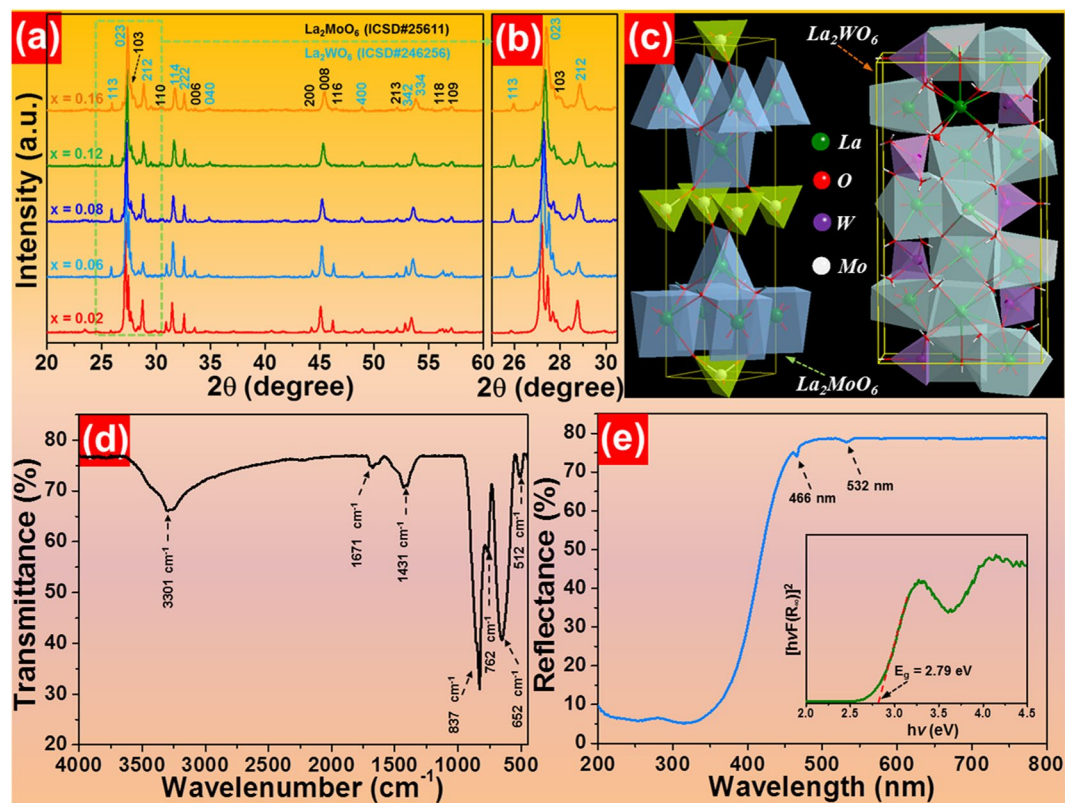 (a)
La₂MoO₆ (ICSD#25611)
La₂WO₆ (ICSD#246256)
023
103
113
212
110
114
222
006
040
200
008
116
400
213
342
334
118
109
x = 0.16
x = 0.12
x = 0.08
x = 0.06
x = 0.02
Intensity (a.u.)
20 25 30 35 40 45 50 55 60
2θ (degree)
(b)
023
113
103
212
26 28 30
2θ (degree)
(c)
La₂WO₆
La
O
W
Mo
La₂MoO₆
(d)
Transmittance (%)
80
70
60
50
40
30
20
3301 cm⁻¹
1671 cm⁻¹
1431 cm⁻¹
837 cm⁻¹
762 cm⁻¹
652 cm⁻¹
512 cm⁻¹
4000 3500 3000 2500 2000 1500 1000 500
Wavelenumber (cm⁻¹)
(e)
Reflectance (%)
80
70
60
50
40
30
20
10
0
466 nm
532 nm
[hνF(R∞)]²
E_g = 2.79 eV
2.0 2.5 3.0 3.5 4.0 4.5
hν (eV)
200 300 400 500 600 700 800
Wavelength (nm)